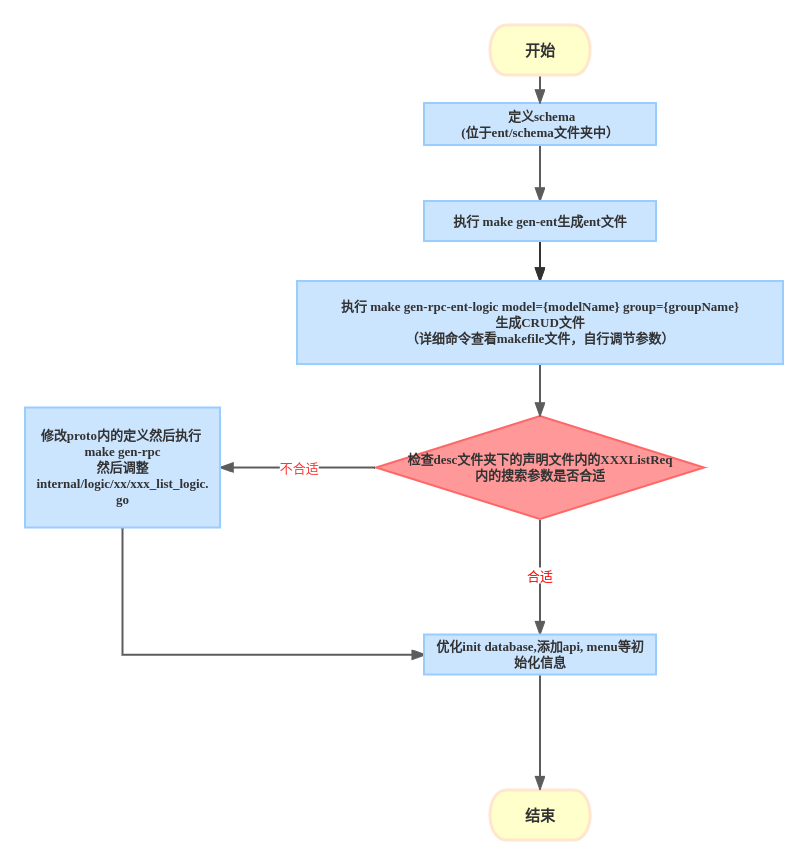 开始
定义schema
(位于ent/schema文件夹中）
执行 make gen-ent生成ent文件
执行 make gen-rpc-ent-logic model={modelName} group={groupName}
生成CRUD文件
（详细命令查看makefile文件，自行调节参数）
检查desc文件夹下的声明文件内的XXXListReq
内的搜索参数是否合适
不合适
修改proto内的定义然后执行
make gen-rpc
然后调整
internal/logic/xx/xxx_list_logic.
go
合适
优化init database,添加api, menu等初
始化信息
结束